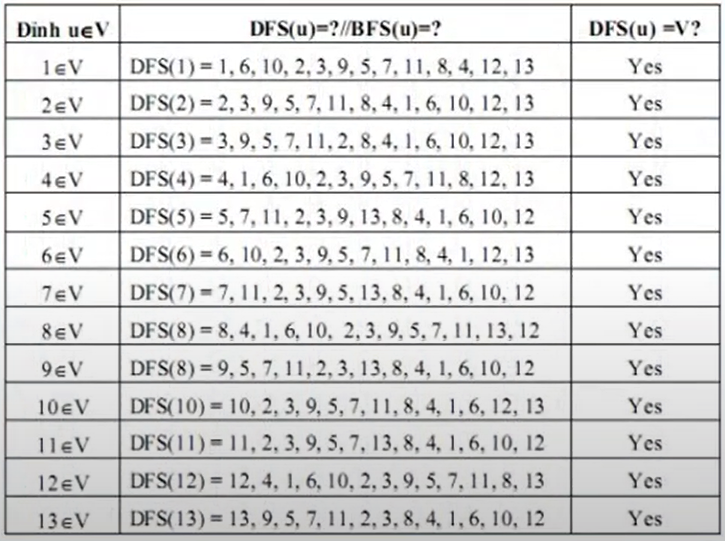 Đỉnh u∈V DFS(u)=?//BFS(u)=? DFS(u) =V?
1∈V DFS(1) = 1, 6, 10, 2, 3, 9, 5, 7, 11, 8, 4, 12, 13 Yes
2∈V DFS(2) = 2, 3, 9, 5, 7, 11, 8, 4, 1, 6, 10, 12, 13 Yes
3∈V DFS(3) = 3, 9, 5, 7, 11, 2, 8, 4, 1, 6, 10, 12, 13 Yes
4∈V DFS(4) = 4, 1, 6, 10, 2, 3, 9, 5, 7, 11, 8, 12, 13 Yes
5∈V DFS(5) = 5, 7, 11, 2, 3, 9, 13, 8, 4, 1, 6, 10, 12 Yes
6∈V DFS(6) = 6, 10, 2, 3, 9, 5, 7, 11, 8, 4, 1, 12, 13 Yes
7∈V DFS(7) = 7, 11, 2, 3, 9, 5, 13, 8, 4, 1, 6, 10, 12 Yes
8∈V DFS(8) = 8, 4, 1, 6, 10, 2, 3, 9, 5, 7, 11, 13, 12 Yes
9∈V DFS(8) = 9, 5, 7, 11, 2, 3, 13, 8, 4, 1, 6, 10, 12 Yes
10∈V DFS(10) = 10, 2, 3, 9, 5, 7, 11, 8, 4, 1, 6, 12, 13 Yes
11∈V DFS(11) = 11, 2, 3, 9, 5, 7, 13, 8, 4, 1, 6, 10, 12 Yes
12∈V DFS(12) = 12, 4, 1, 6, 10, 2, 3, 9, 5, 7, 11, 8, 13 Yes
13∈V DFS(13) = 13, 9, 5, 7, 11, 2, 3, 8, 4, 1, 6, 10, 12 Yes